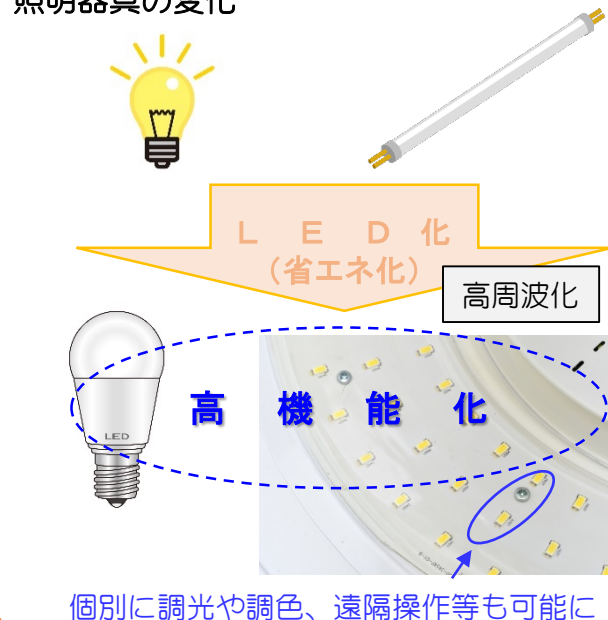 照明器具の変化
ＬＥＤ化
（省エネ化）
高周波化
高機能化
LED
個別に調光や調色、遠隔操作等も可能に